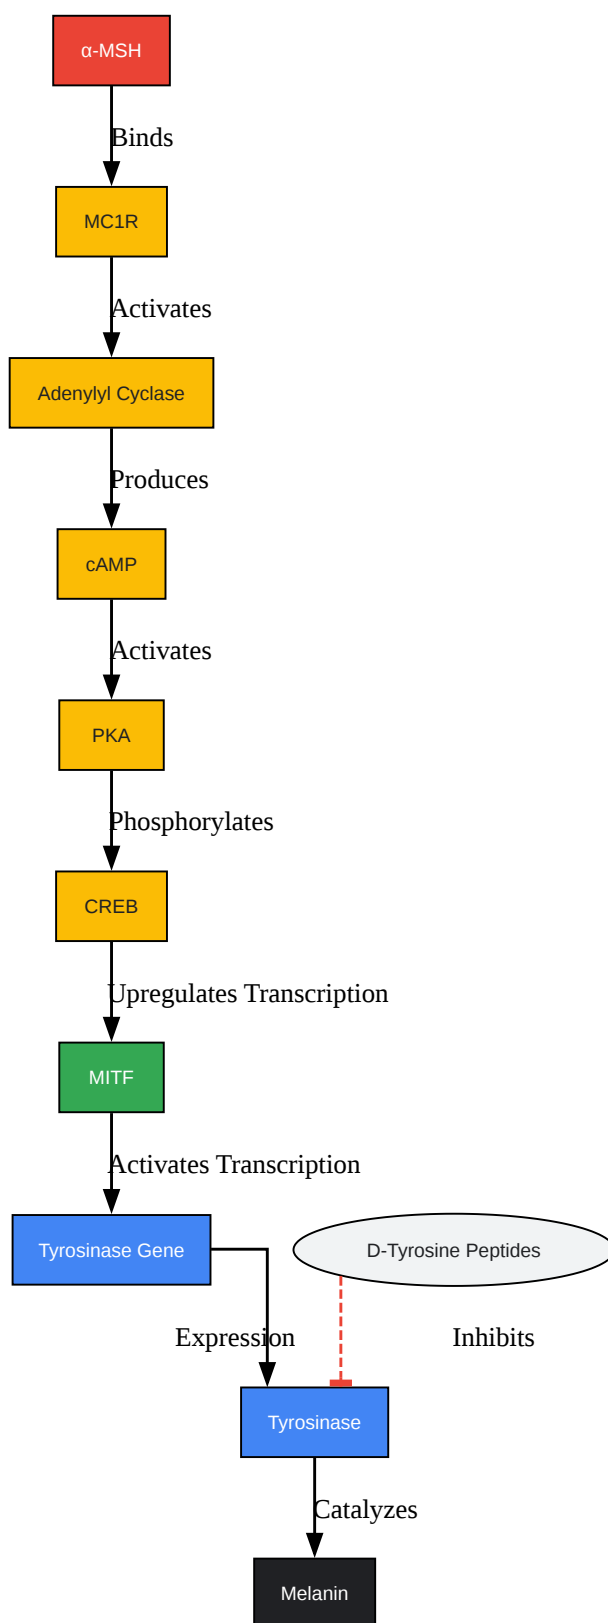 α-MSH
Binds
MC1R
Activates
Adenylyl Cyclase
Produces
cAMP
Activates
PKA
Phosphorylates
CREB
Upregulates Transcription
MITF
Activates Transcription
Tyrosinase Gene
D-Tyrosine Peptides
Expression
Inhibits
Tyrosinase
Catalyzes
Melanin